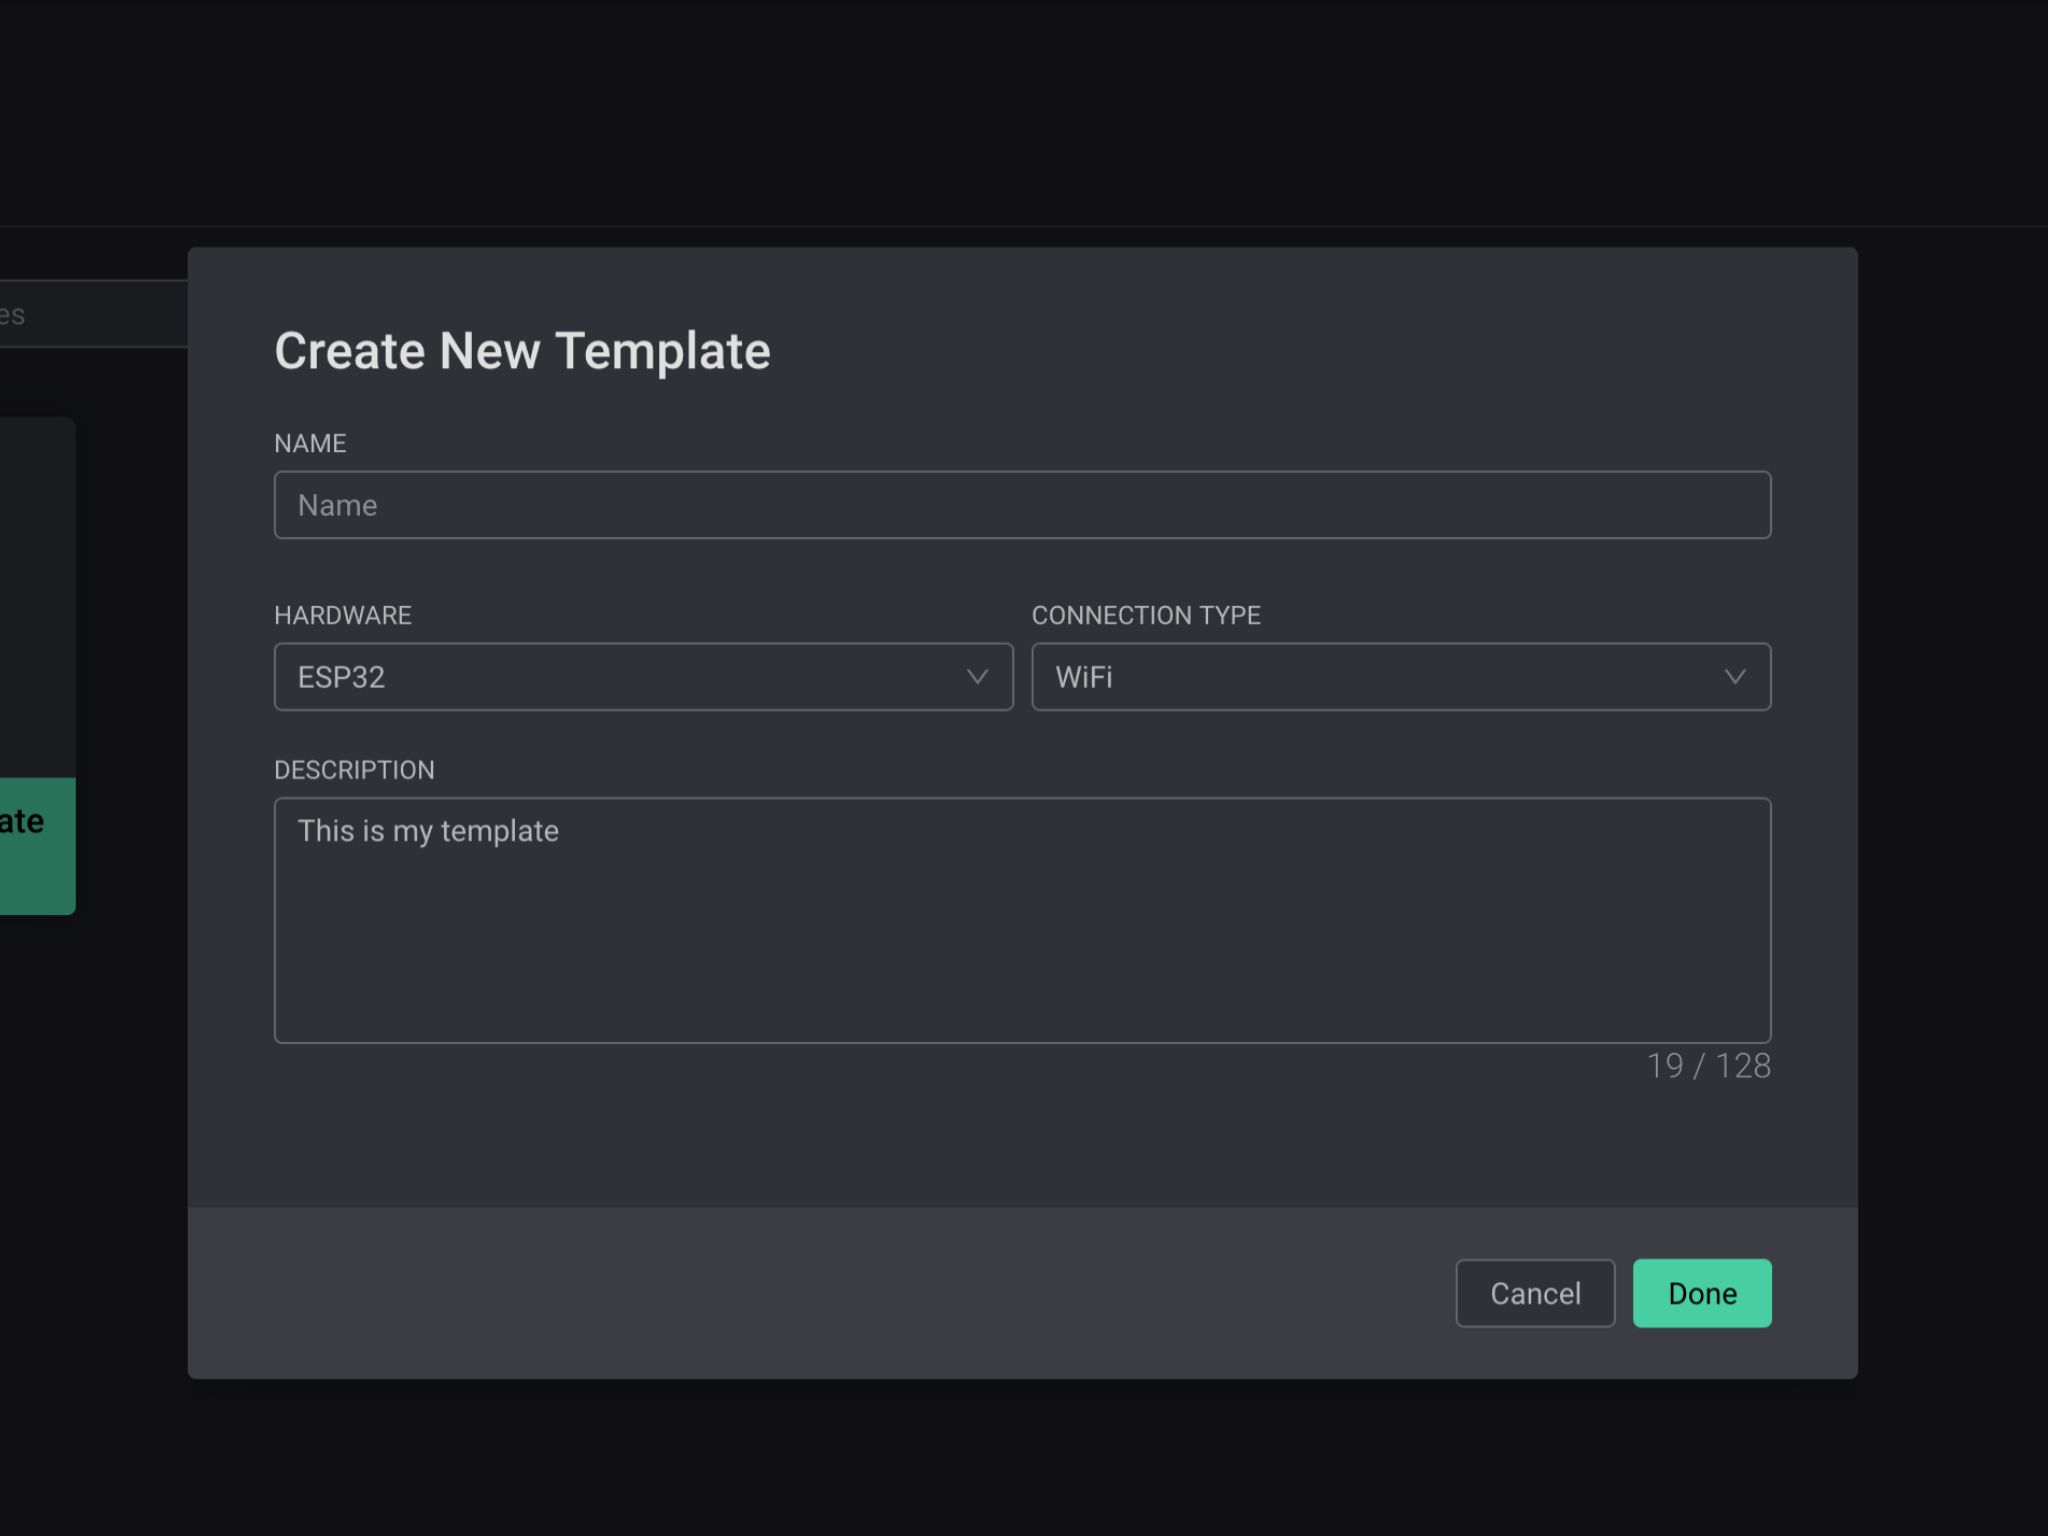 es
Create New Template
NAME
Name
HARDWARE
CONNECTION TYPE
ESP32
WiFi
DESCRIPTION
This is my template
ate
19 / 128
Cancel
Done